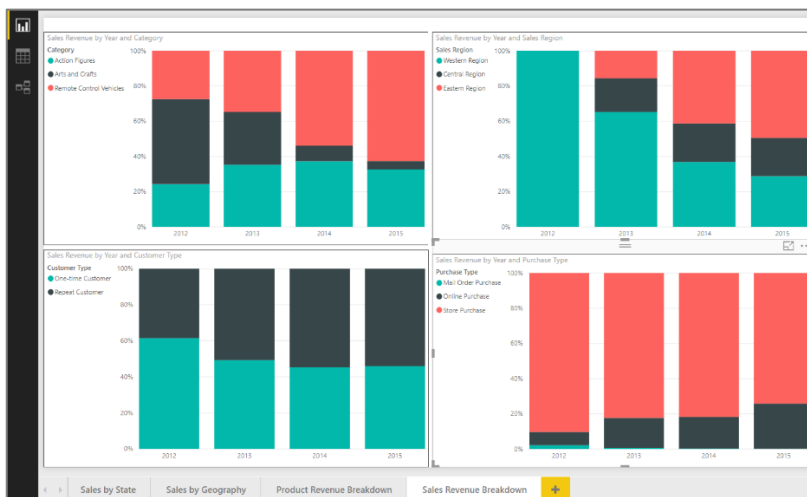 Sales Revenue by Year and Category
Category
Action Figures
Arts and Crafts
Remote Control Vehicles
100%
80%
60%
40%
20%
0%
2012 2013 2014 2015
Sales Revenue by Year and Sales Region
Sales Region
Western Region
Central Region
Eastern Region
100%
80%
60%
40%
20%
0%
2012 2013 2014 2015
Sales Revenue by Year and Customer Type
Customer Type
One-time Customer
Repeat Customer
100%
80%
60%
40%
20%
0%
2012 2013 2014 2015
Sales Revenue by Year and Purchase Type
Purchase Type
Mail Order Purchase
Online Purchase
Store Purchase
100%
80%
60%
40%
20%
0%
2012 2013 2014 2015
Sales by State Sales by Geography Product Revenue Breakdown Sales Revenue Breakdown +